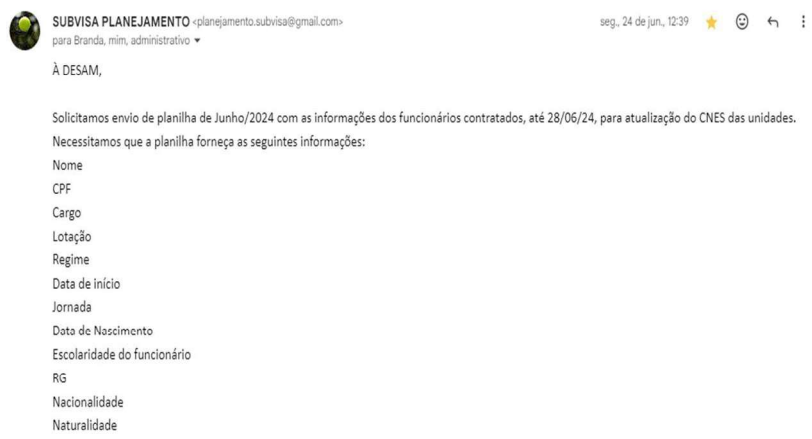 SUBVISA PLANEJAMENTO <planejamento.subvisa@gmail.com>
seg., 24 de jun., 12:39
para Branda, mim, administrativo
À DESAM,
Solicitamos envio de planilha de Junho/2024 com as informações dos funcionários contratados, até 28/06/24, para atualização do CNES das unidades.
Necessitamos que a planilha forneça as seguintes informações:
Nome
CPF
Cargo
Lotação
Regime
Data de início
Jornada
Data de Nascimento
Escolaridade do funcionário
RG
Nacionalidade
Naturalidade